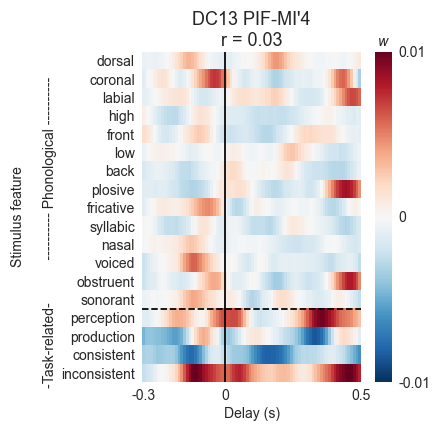 DC13 PIF-MI'4
r = 0.03
w
dorsal
coronal
labial
high
front
low
back
plosive
fricative
syllabic
nasal
voiced
obstruent
sonorant
perception
production
consistent
inconsistent
Stimulus feature
----------- Phonological ----------
-Task-related-
-0.3
0
0.5
Delay (s)
0.01
0
-0.01